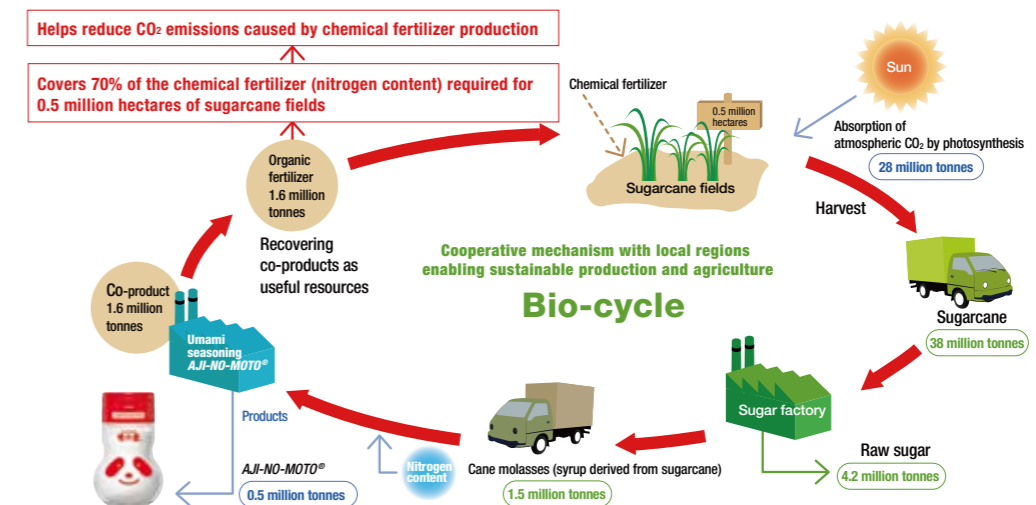 Helps reduce CO₂ emissions caused by chemical fertilizer production
Covers 70% of the chemical fertilizer (nitrogen content) required for
0.5 million hectares of sugarcane fields
Organic
fertilizer
1.6 million
tonnes
Recovering
co-products as
useful resources
Chemical fertilizer
0.5 million
hectares
Sugarcane fields
Sun
Absorption of
atmospheric CO₂ by photosynthesis
28 million tonnes
Harvest
Sugarcane
38 million tonnes
Cooperative mechanism with local regions
enabling sustainable production and agriculture
Bio-cycle
Sugar factory
Raw sugar
4.2 million tonnes
Cane molasses (syrup derived from sugarcane)
1.5 million tonnes
Nitrogen
content
Co-product
1.6 million
tonnes
Umami
seasoning
AJI-NO-MOTO®
Products
AJI-NO-MOTO®
0.5 million tonnes